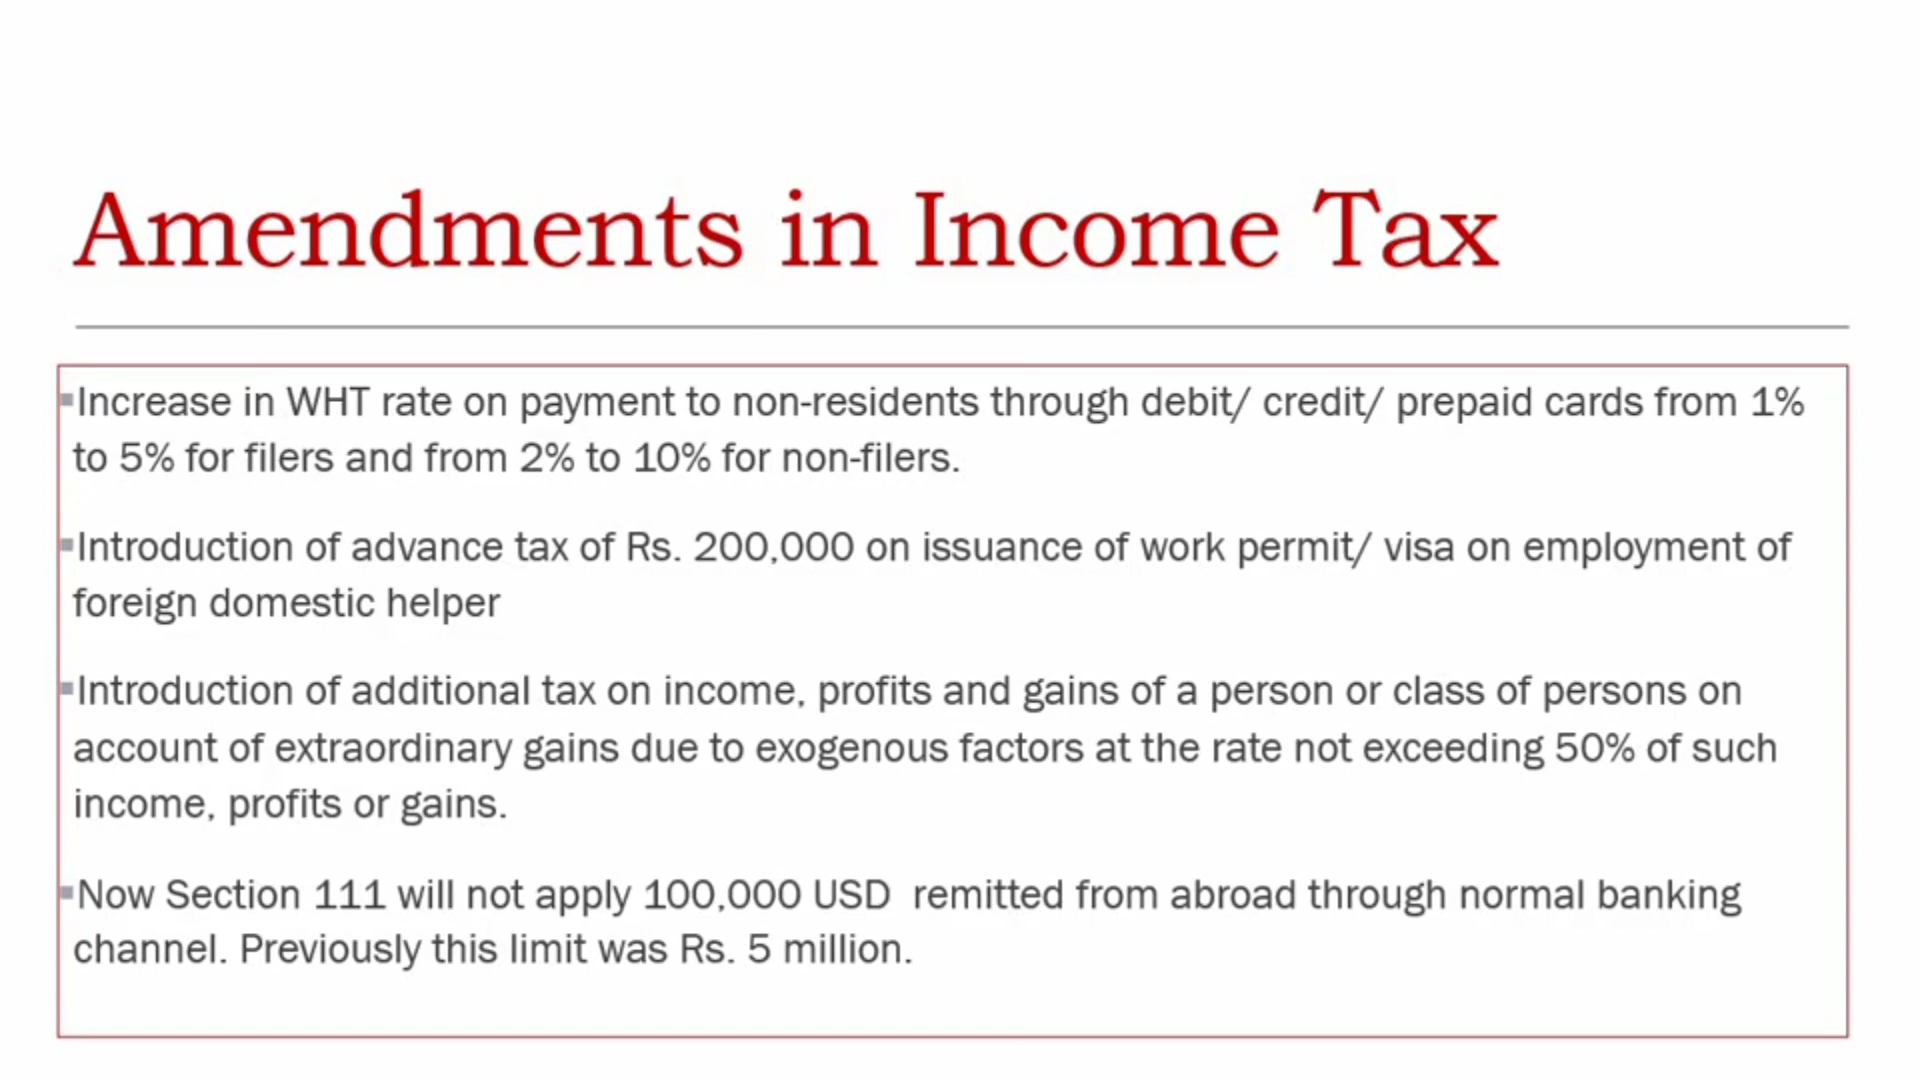 Amendments in Income Tax
▪Increase in WHT rate on payment to non-residents through debit/ credit/ prepaid cards from 1%
to 5% for filers and from 2% to 10% for non-filers.
▪Introduction of advance tax of Rs. 200,000 on issuance of work permit/ visa on employment of
foreign domestic helper
▪Introduction of additional tax on income, profits and gains of a person or class of persons on
account of extraordinary gains due to exogenous factors at the rate not exceeding 50% of such
income, profits or gains.
▪Now Section 111 will not apply 100,000 USD  remitted from abroad through normal banking
channel. Previously this limit was Rs. 5 million.